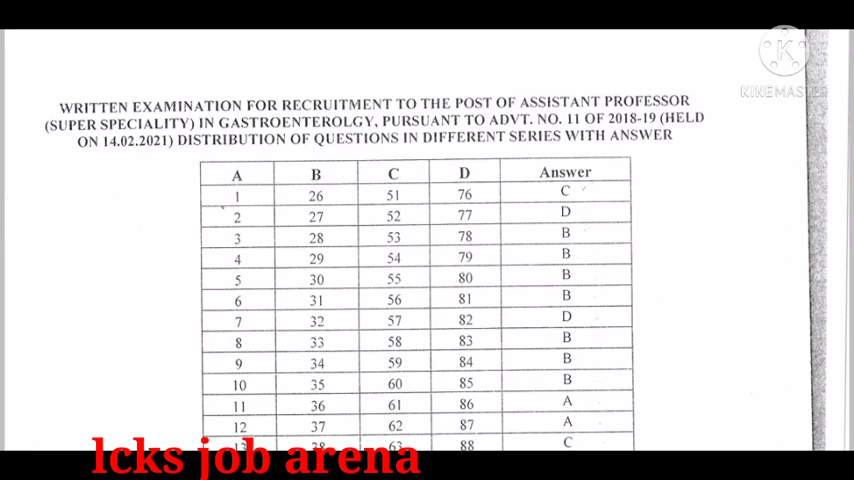 K
KINEMASTER
WRITTEN EXAMINATION FOR RECRUITMENT TO THE POST OF ASSISTANT PROFESSOR
(SUPER SPECIALITY) IN GASTROENTEROLGY, PURSUANT TO ADVT. NO. 11 OF 2018-19 (HELD
ON 14.02.2021) DISTRIBUTION OF QUESTIONS IN DIFFERENT SERIES WITH ANSWER
A B C D Answer
1 26 51 76 C
2 27 52 77 D
3 28 53 78 B
4 29 54 79 B
5 30 55 80 B
6 31 56 81 B
7 32 57 82 D
8 33 58 83 B
9 34 59 84 B
10 35 60 85 B
11 36 61 86 A
12 37 62 87 A
13 38 63 88 C
lcks job arena